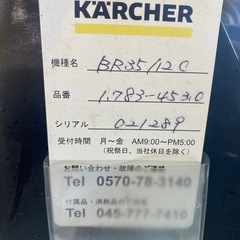 KÄRCHER
機種名 BR35/12C
品番 1.783-453.0
シリアル 021289
受付時間 月～金 AM9:00～PM5:00
(祝祭日、当社休日を除く)
お問い合わせ・故障のご連絡
Tel 0570-78-3140
付属品・消耗品のご注文
Tel 045-777-7410